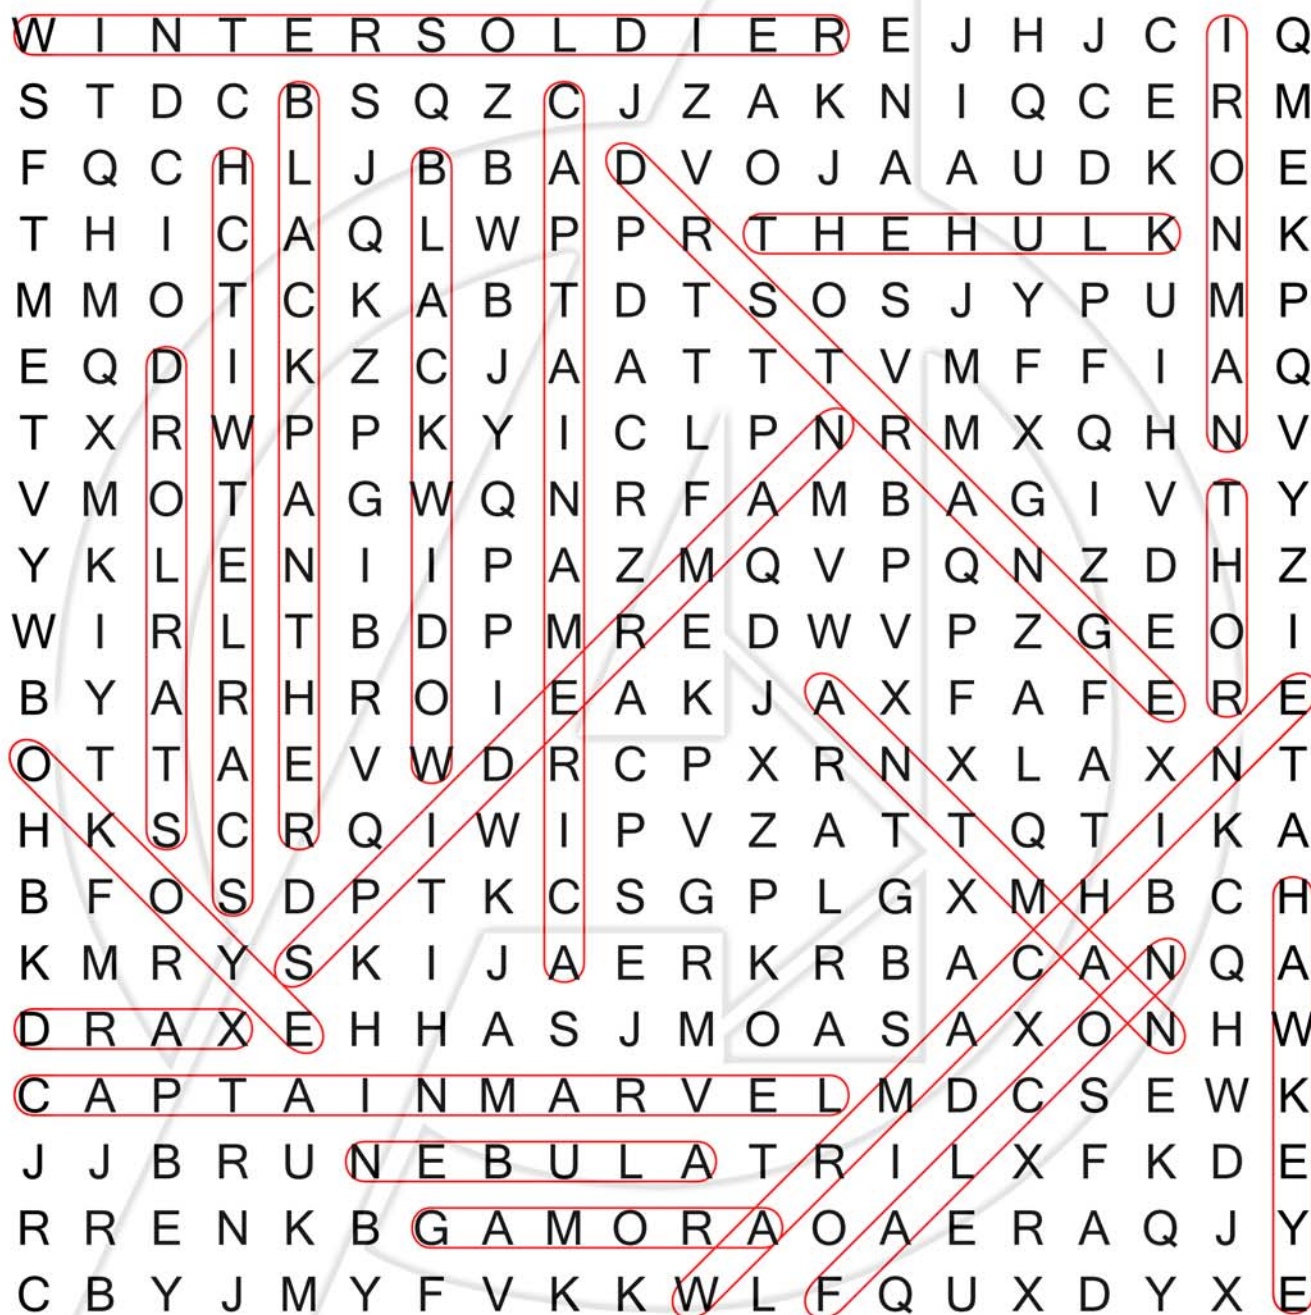 W I N T E R S O L D I E R E J H J C I Q
S T D C B S Q Z C J Z A K N I Q C E R M
F Q C H L J B B A D V O J A A U D K O E
T H I C A Q L W P P R T H E H U L K N K
M M O T C K A B T D T S O S J Y P U M P
E Q D I K Z C J A A T T T V M F F I A Q
T X R W P P K Y I C L P N R M X Q H N V
V M O T A G W Q N R F A M B A G I V T Y
Y K L E N I I P A Z M Q V P Q N Z D H Z
W I R L T B D P M R E D W V P Z G E O I
B Y A R H R O I E A K J A X F A F E R E
O T T A E V W D R C P X R N X L A X N T
H K S C R Q I W I P V Z A T T Q T I K A
B F O S D P T K C S G P L G X M H B C H
K M R Y S K I J A E R K R B A C A N Q A
D R A X E H H A S J M O A S A X O N H W
C A P T A I N M A R V E L M D C S E W K
J J B R U N E B U L A T R I L X F K D E
R R E N K B G A M O R A O A E R A Q J Y
C B Y J M Y F V K K W L F Q U X D Y X E